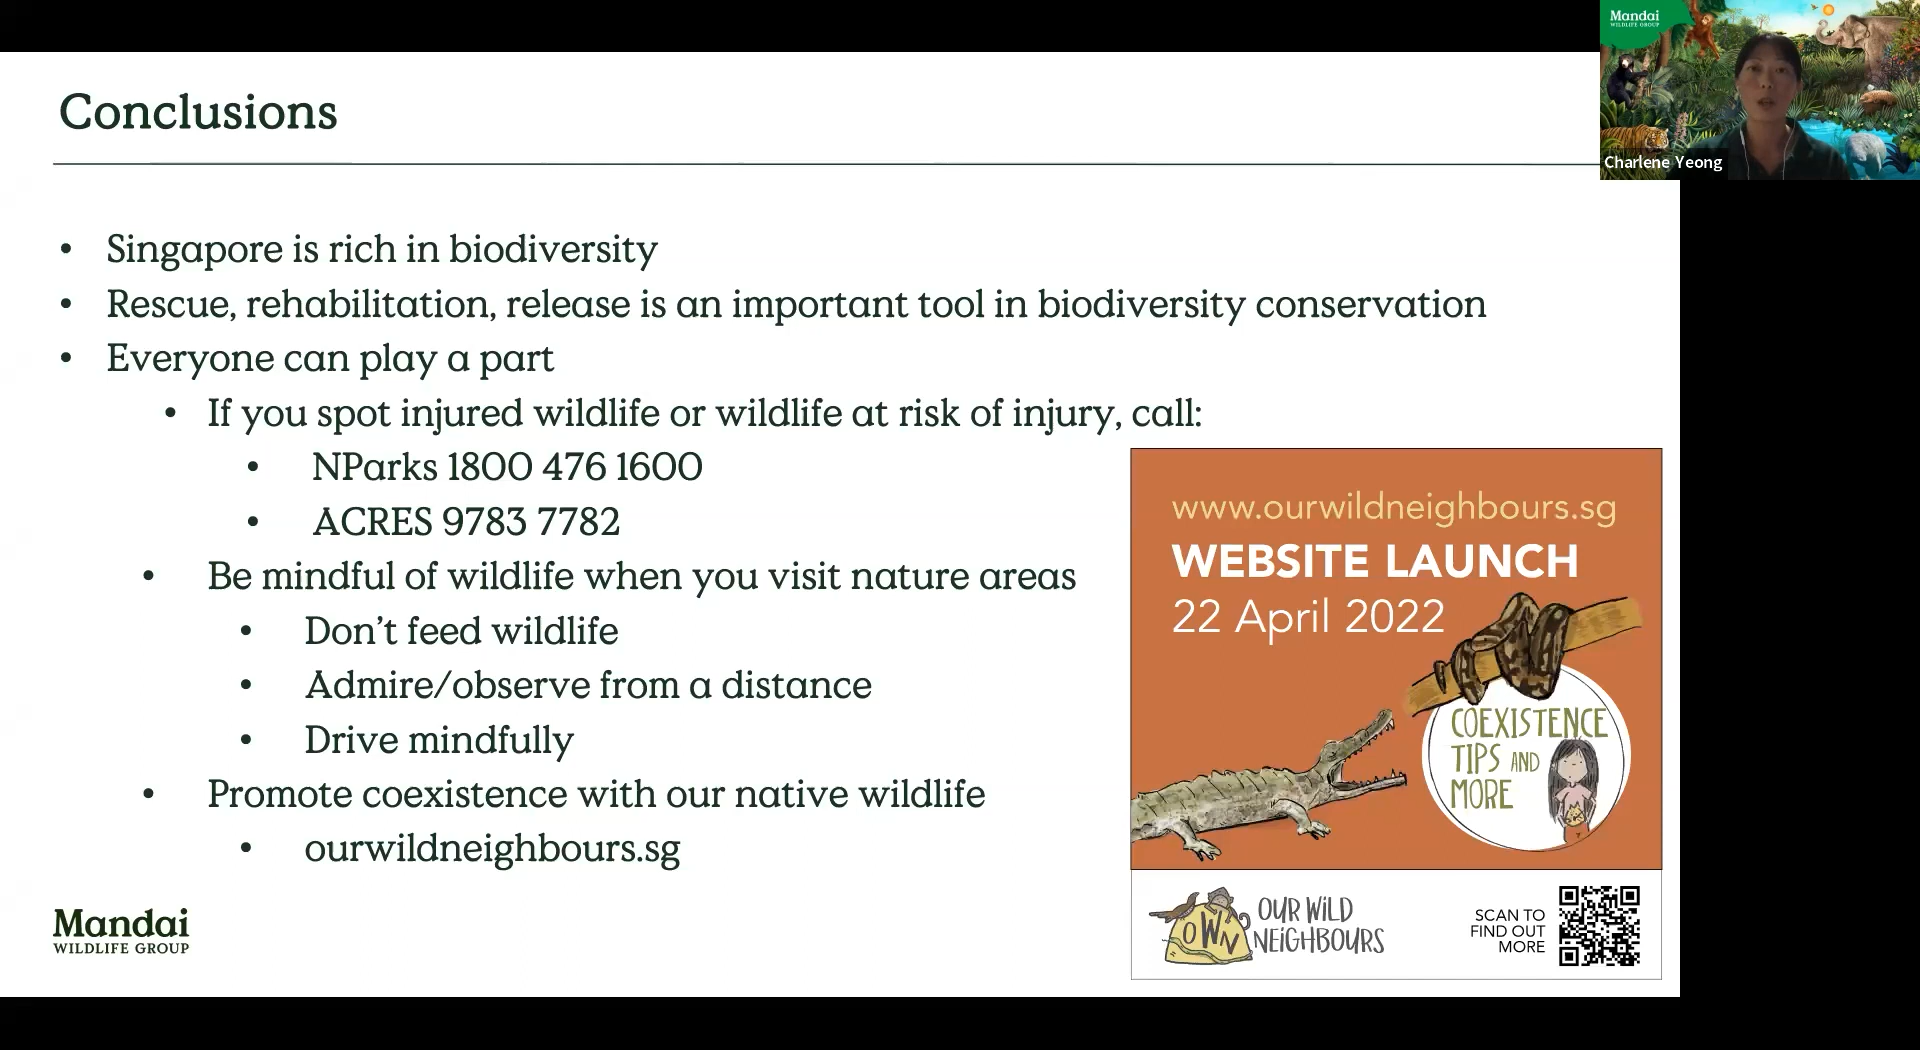 Mandai
WILDLIFE GROUP
Charlene Yeong
Conclusions
• Singapore is rich in biodiversity
• Rescue, rehabilitation, release is an important tool in biodiversity conservation
• Everyone can play a part
• If you spot injured wildlife or wildlife at risk of injury, call:
• NParks 1800 476 1600
• ACRES 9783 7782
• Be mindful of wildlife when you visit nature areas
• Don’t feed wildlife
• Admire/observe from a distance
• Drive mindfully
• Promote coexistence with our native wildlife
• ourwildneighbours.sg
www.ourwildneighbours.sg
WEBSITE LAUNCH
22 April 2022
COEXISTENCE
TIPS AND
MORE
OWN
OUR WILD
NEIGHBOURS
SCAN TO
FIND OUT
MORE
Mandai
WILDLIFE GROUP